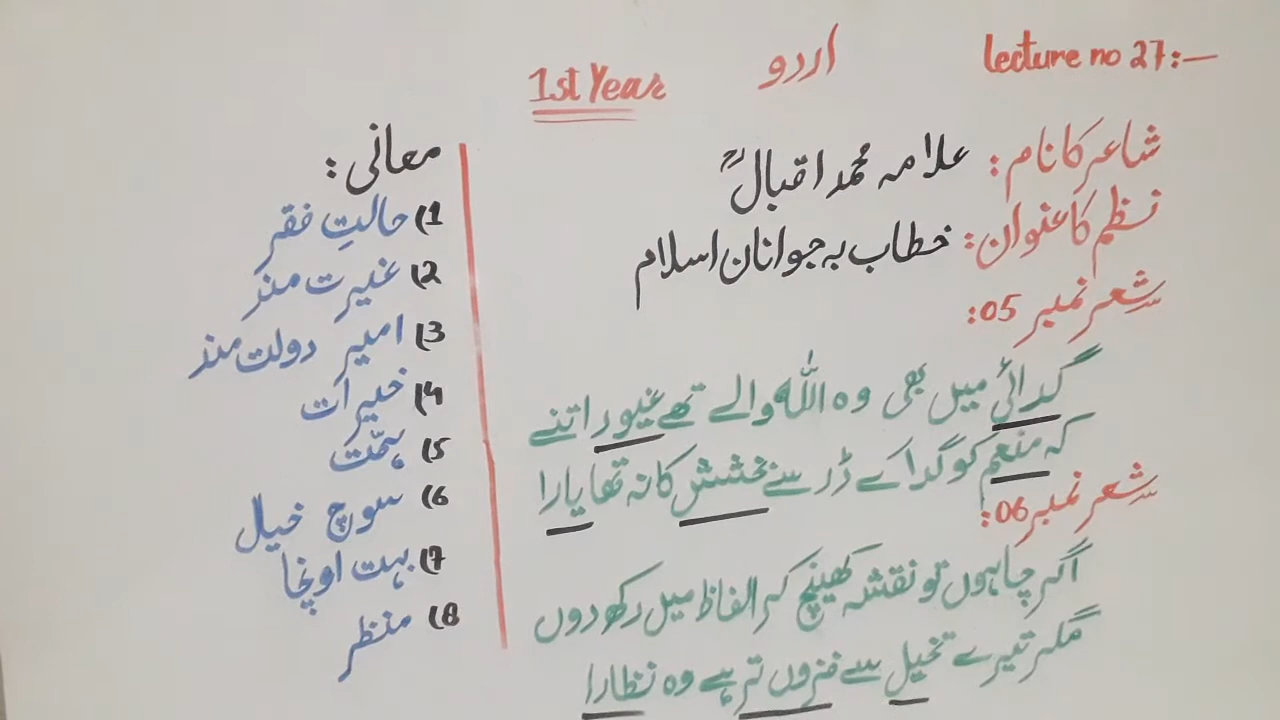 lecture no 27:—
اردو
1st Year
شاعر کا نام: علامہ محمد اقبالؒ
نظم کا عنوان: خطاب بہ جوانان اسلام
شعر نمبر 05:
گدائی میں بھی وہ اللہ والے تھے غیور اتنے
کہ منعم کو گدا کے ڈر سے بخشش کا نہ تھا یارا
شعر نمبر 06:
اگر چاہوں تو نقشہ کھینچ کر الفاظ میں رکھ دوں
مگر تیرے تخیل سے فزوں تر ہے وہ نظارا
معانی:
1) حالتِ فقر
2) غیرت مند
3) امیر دولت مند
4) خیرات
5) ہمّت
6) سوچ خیال
7) بہت اونچا
8) منظر